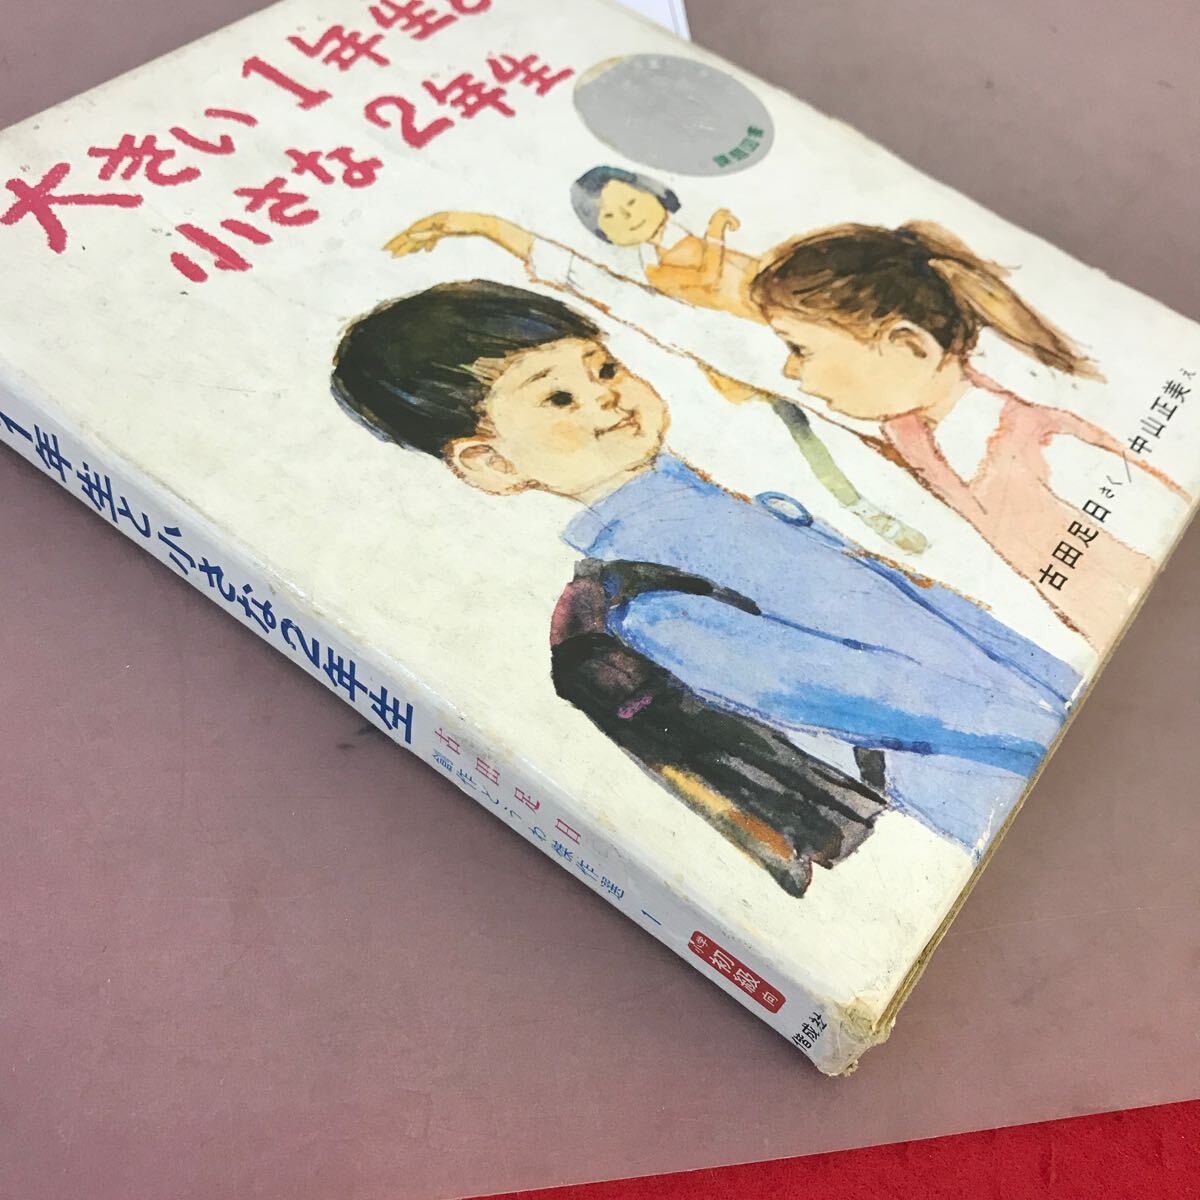 大きい1年生と
小さな2年生
課題図書
古田足日さく/中山正美え
1年生と小さな2年生
古田足日
創作どうわ傑作選 1
小学初級向
偕成社